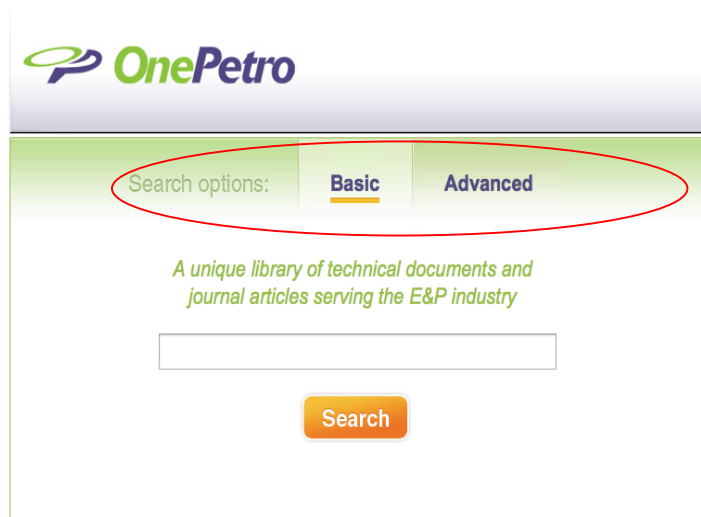 OnePetro
Search options: Basic Advanced
A unique library of technical documents and
journal articles serving the E&P industry
Search